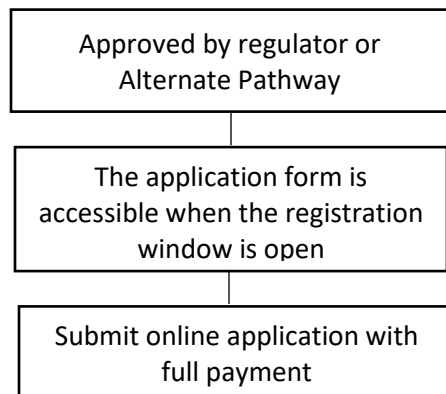 Approved by regulator or
Alternate Pathway
The application form is
accessible when the registration
window is open
Submit online application with
full payment